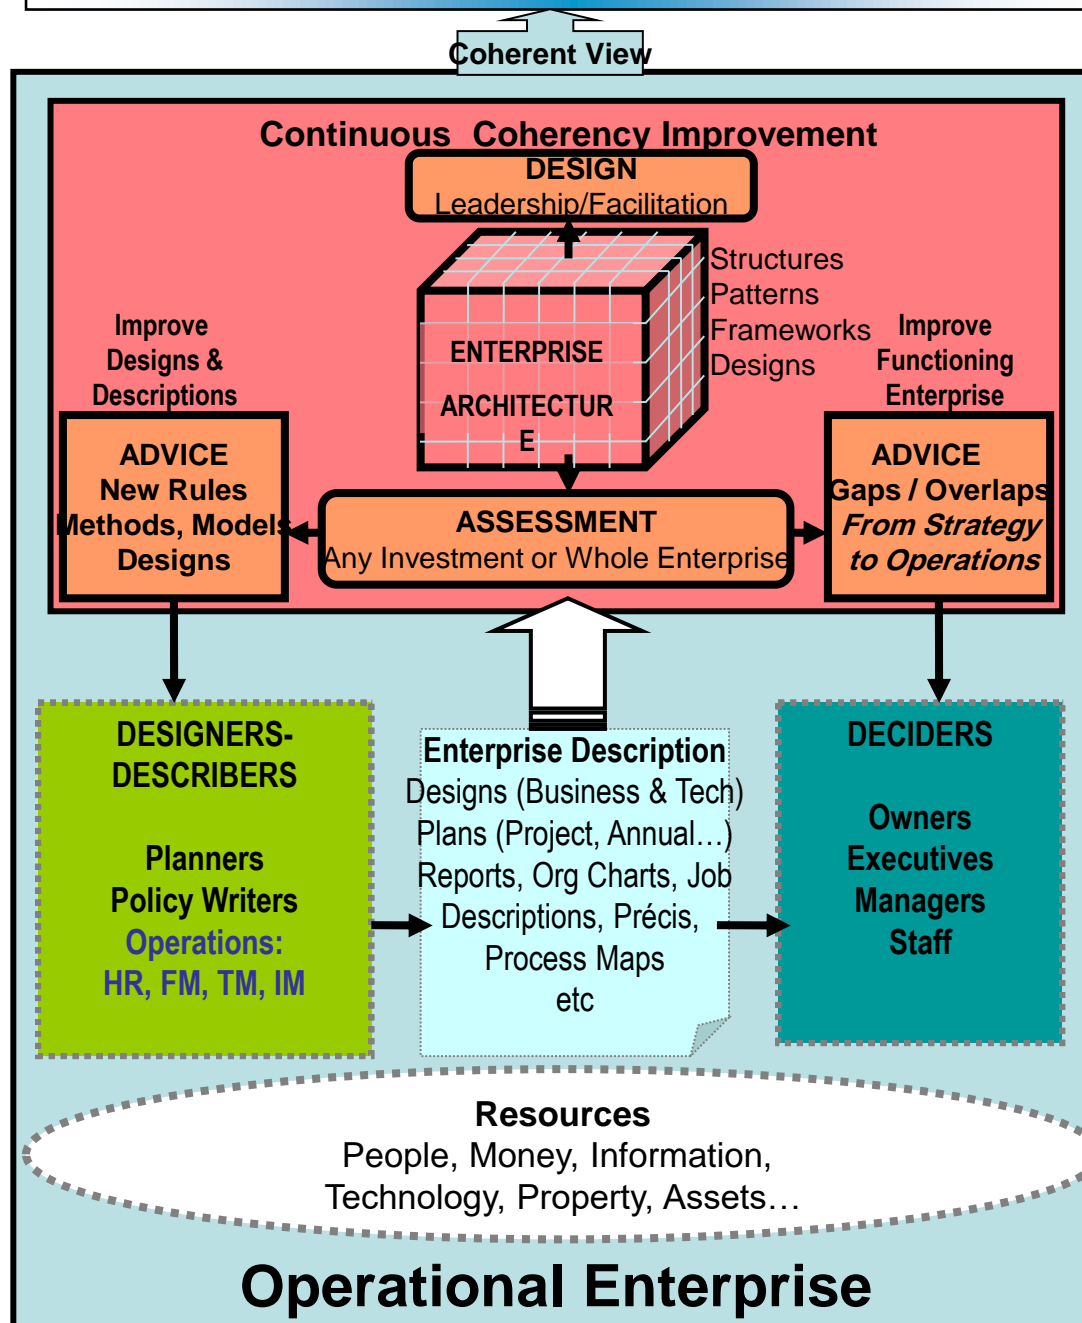 Coherent View
Continuous Coherency Improvement
DESIGN
Leadership/Facilitation
Structures
Patterns
Frameworks
Designs
ENTERPRISE
ARCHITECTUR
E
Improve
Designs &
Descriptions
Improve
Functioning
Enterprise
ADVICE
New Rules
Methods, Models
Designs
ASSESSMENT
Any Investment or Whole Enterprise
ADVICE
Gaps / Overlaps
From Strategy
to Operations
DESIGNERS-
DESCRIBERS
Planners
Policy Writers
Operations:
HR, FM, TM, IM
Enterprise Description
Designs (Business & Tech)
Plans (Project, Annual…)
Reports, Org Charts, Job
Descriptions, Précis,
Process Maps
etc
DECIDERS
Owners
Executives
Managers
Staff
Resources
People, Money, Information,
Technology, Property, Assets…
Operational Enterprise